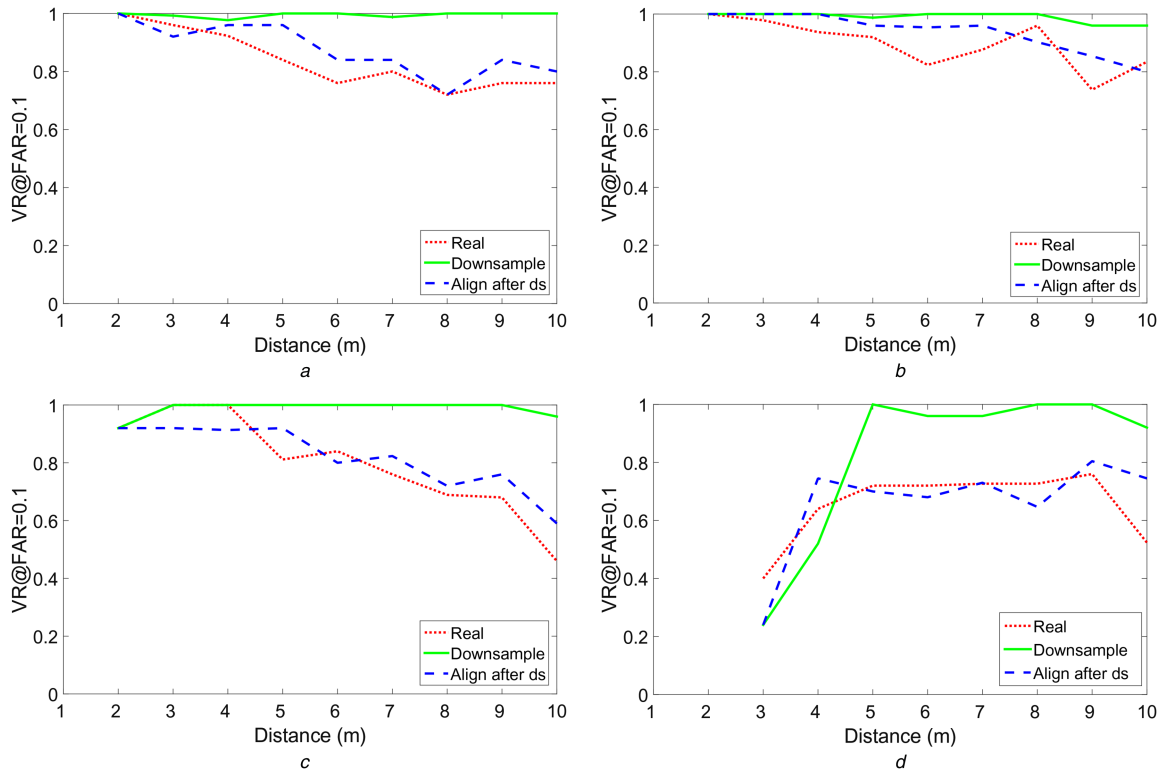 VR@FAR=0.1
1
0.8
0.6
0.4
0.2
0
1 2 3 4 5 6 7 8 9 10
Distance (m)
Real
Downsample
Align after ds
a
VR@FAR=0.1
1
0.8
0.6
0.4
0.2
0
1 2 3 4 5 6 7 8 9 10
Distance (m)
Real
Downsample
Align after ds
b
VR@FAR=0.1
1
0.8
0.6
0.4
0.2
0
1 2 3 4 5 6 7 8 9 10
Distance (m)
Real
Downsample
Align after ds
c
VR@FAR=0.1
1
0.8
0.6
0.4
0.2
0
1 2 3 4 5 6 7 8 9 10
Distance (m)
Real
Downsample
Align after ds
d